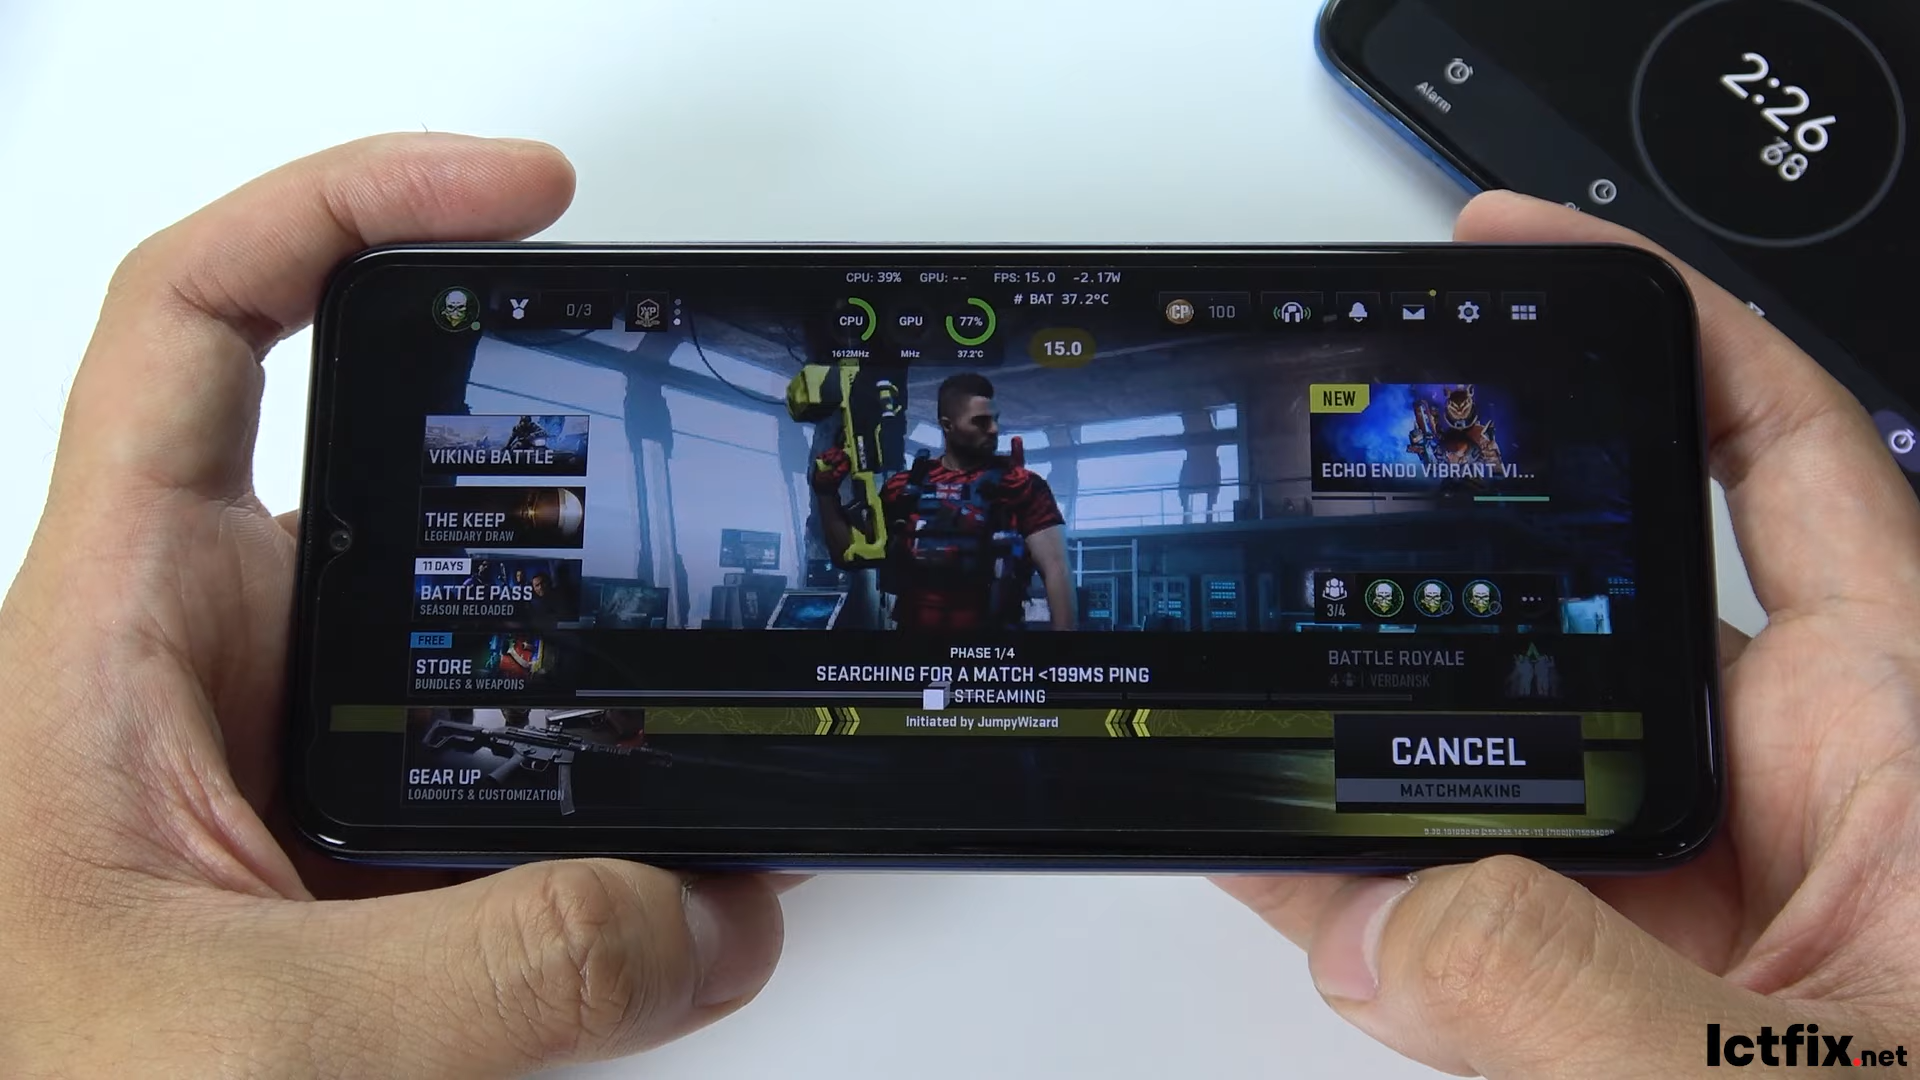 Alarm
2:26
68
CPU: 39% GPU: -- FPS: 15.0 -2.17W
# BAT 37.2°C
0/3
CPU
GPU
77%
1612MHz
MHz
37.2°C
15.0
CP
100
VIKING BATTLE
THE KEEP
LEGENDARY DRAW
11 DAYS
BATTLE PASS
SEASON RELOADED
FREE
STORE
BUNDLES & WEAPONS
GEAR UP
LOADOUTS & CUSTOMIZATION
NEW
ECHO ENDO VIBRANT VI...
3/4
PHASE 1/4
SEARCHING FOR A MATCH <199MS PING
STREAMING
Initiated by JumpyWizard
BATTLE ROYALE
4 | VERDANSK
CANCEL
MATCHMAKING
Ictfix.net